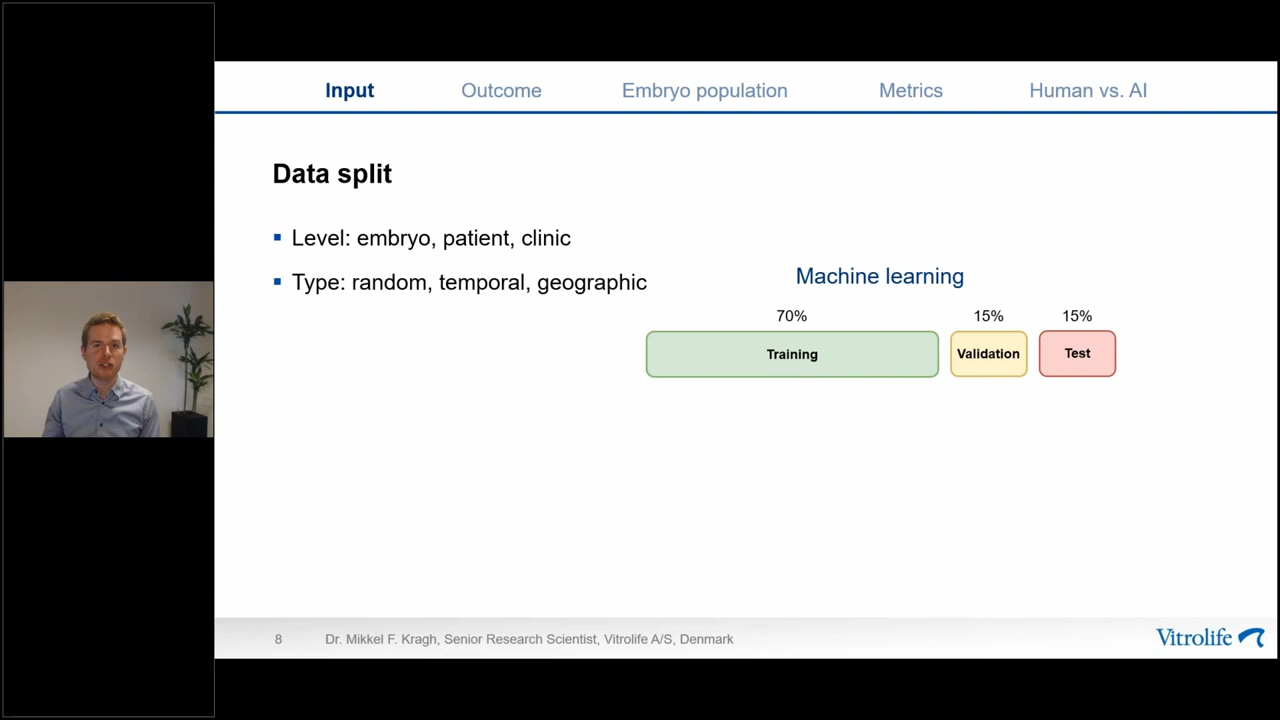 Input Outcome Embryo population Metrics Human vs. AI
Data split
Level: embryo, patient, clinic
Type: random, temporal, geographic
Machine learning
70% 15% 15%
Training Validation Test
8 Dr. Mikkel F. Kragh, Senior Research Scientist, Vitrolife A/S, Denmark
Vitrolife